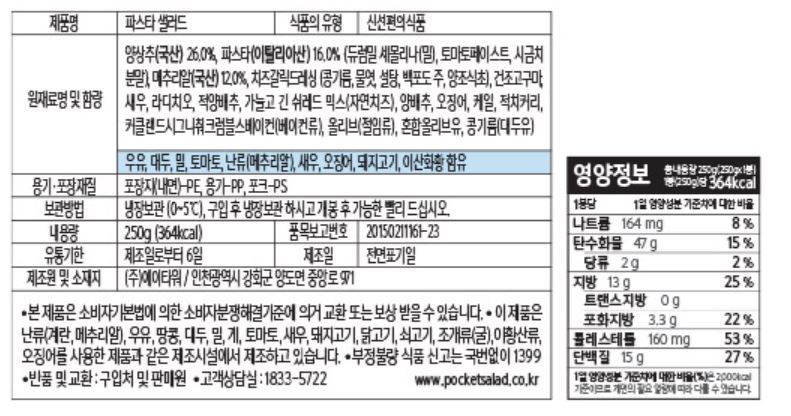 제품명 파스타 샐러드 식품의 유형 신선편의식품
원재료명 및 함량
양상추(국산) 26.0%, 파스타(이탈리아산) 16.0% (듀럼밀 세몰리나(밀), 토마토페이스트, 시금치
분말), 메추리알(국산) 12.0%, 치즈갈릭드레싱 (콩기름, 물엿, 설탕, 백포도 주, 양조식초), 건조고구마,
새우, 라디치오, 적양배추, 가늘고 긴 쉬레드 믹스(자연치즈), 양배추, 오징어, 케일, 적치커리,
커클랜드시그니춰크럼블스베이컨(베이컨류), 올리브(절임류), 혼합올리브유, 콩기름(대두유)
우유, 대두, 밀, 토마토, 난류(메추리알), 새우, 오징어, 돼지고기, 이산화황 함유
용기·포장재질 포장지(내면)-PE, 용기-PP, 포크-PS
보관방법 냉장보관 (0~5℃), 구입 후 냉장보관 하시고 개봉 후 가능한 빨리 드십시오.
내용량 250g (364kcal) 품목보고번호 20150211161-23
유통기한 제조일로부터 6일 제조일 전면표기일
제조원 및 소재지 (주)에이타워 / 인천광역시 강화군 양도면 중앙로 971
•본 제품은 소비자기본법에 의한 소비자분쟁해결기준에 의거 교환 또는 보상 받을 수 있습니다. • 이 제품은
난류(계란, 메추리알), 우유, 땅콩, 대두, 밀, 게, 토마토, 새우, 돼지고기, 닭고기, 쇠고기, 조개류(굴), 이황산류,
오징어를 사용한 제품과 같은 제조시설에서 제조하고 있습니다. •부정불량 식품 신고는 국번없이 1399
•반품 및 교환 : 구입처 및 판매원 •고객상담실 : 1833-5722 www.pocketsalad.co.kr
영양정보 총 내용량 250g(250gx1봉)
1봉(250g)당 364kcal
1봉당 1일 영양성분 기준치에 대한 비율
나트륨 164 mg 8 %
탄수화물 47 g 15 %
당류 2 g 2 %
지방 13 g 25 %
트랜스지방 0 g
포화지방 3.3 g 22 %
콜레스테롤 160 mg 53 %
단백질 15 g 27 %
1일 영양성분 기준치에 대한 비율(%)은 2,000kcal
기준이므로 개인의 필요 열량에 따라 다를 수 있습니다.